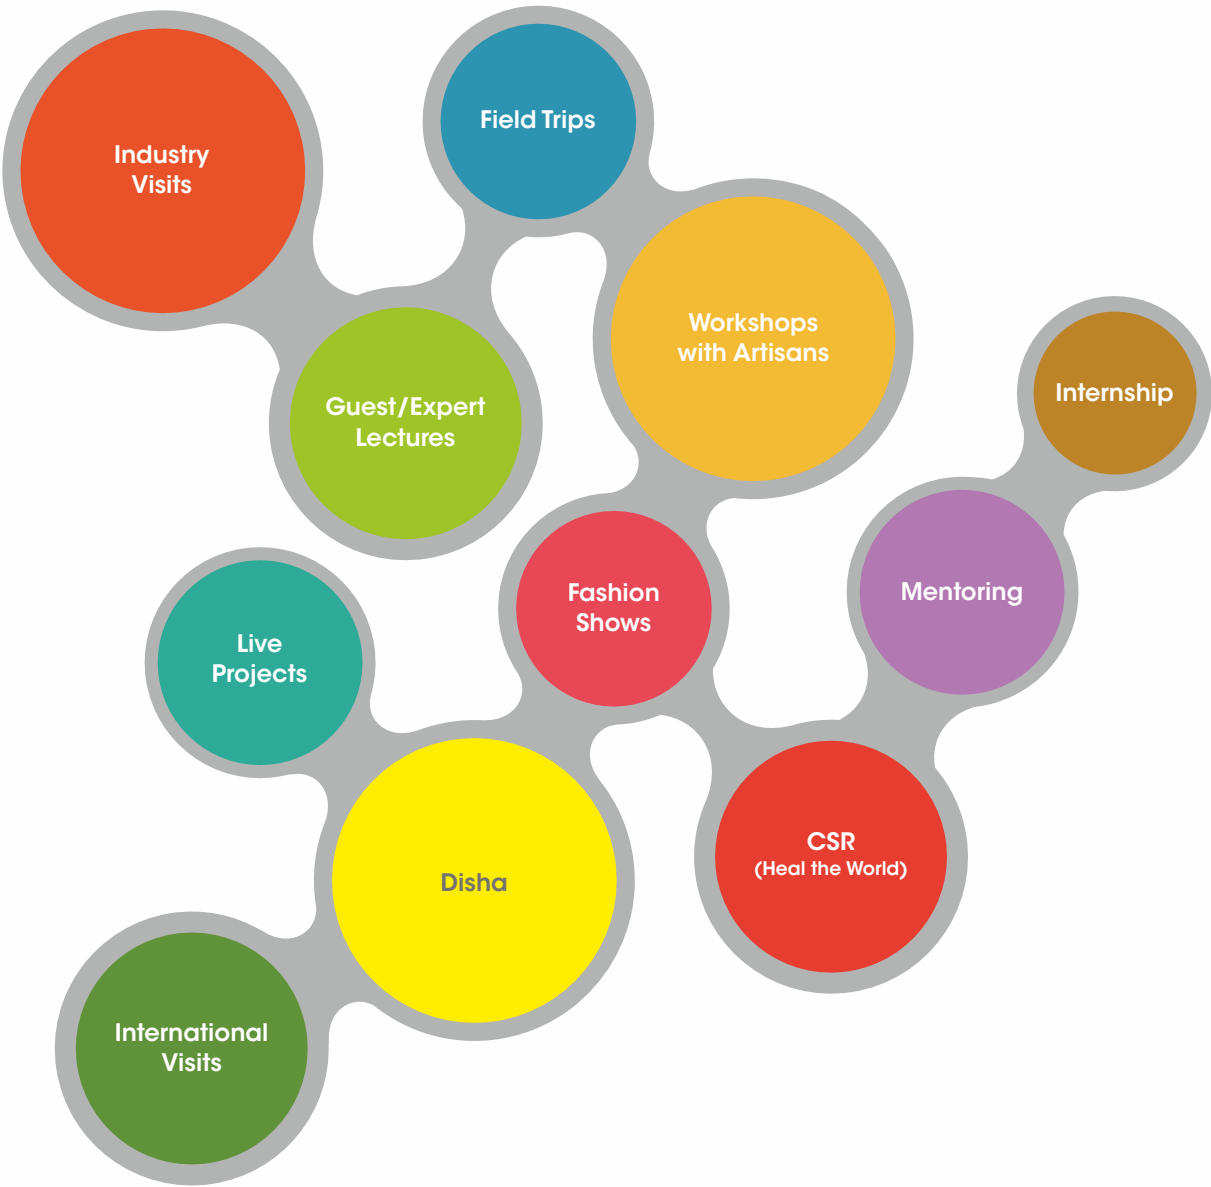 Industry
Visits
Field Trips
Workshops
with Artisans
Guest/Expert
Lectures
Internship
Fashion
Shows
Mentoring
Live
Projects
Disha
CSR
(Heal the World)
International
Visits